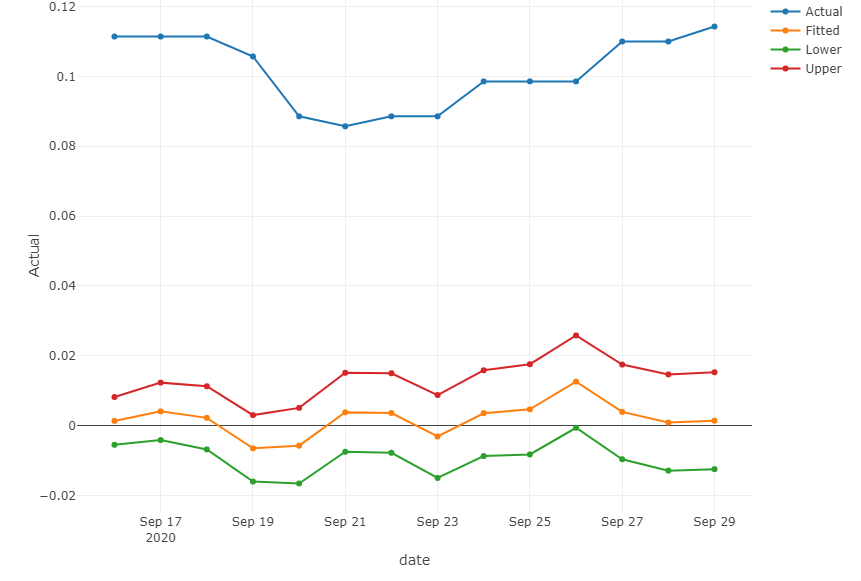 0.12
0.1
0.08
0.06
0.04
0.02
0
−0.02
Actual
Sep 17
2020
Sep 19
Sep 21
Sep 23
Sep 25
Sep 27
Sep 29
date
Actual
Fitted
Lower
Upper